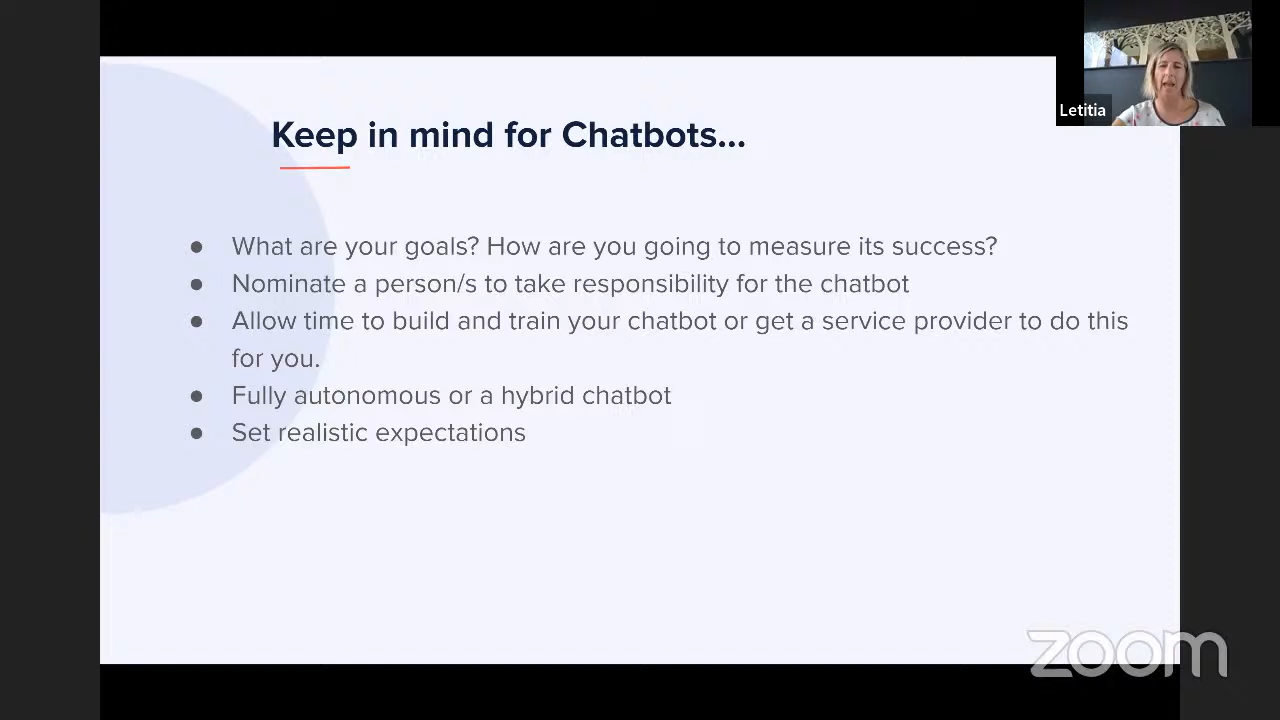 Letitia
Keep in mind for Chatbots...
● What are your goals? How are you going to measure its success?
● Nominate a person/s to take responsibility for the chatbot
● Allow time to build and train your chatbot or get a service provider to do this
for you.
● Fully autonomous or a hybrid chatbot
● Set realistic expectations
zoom